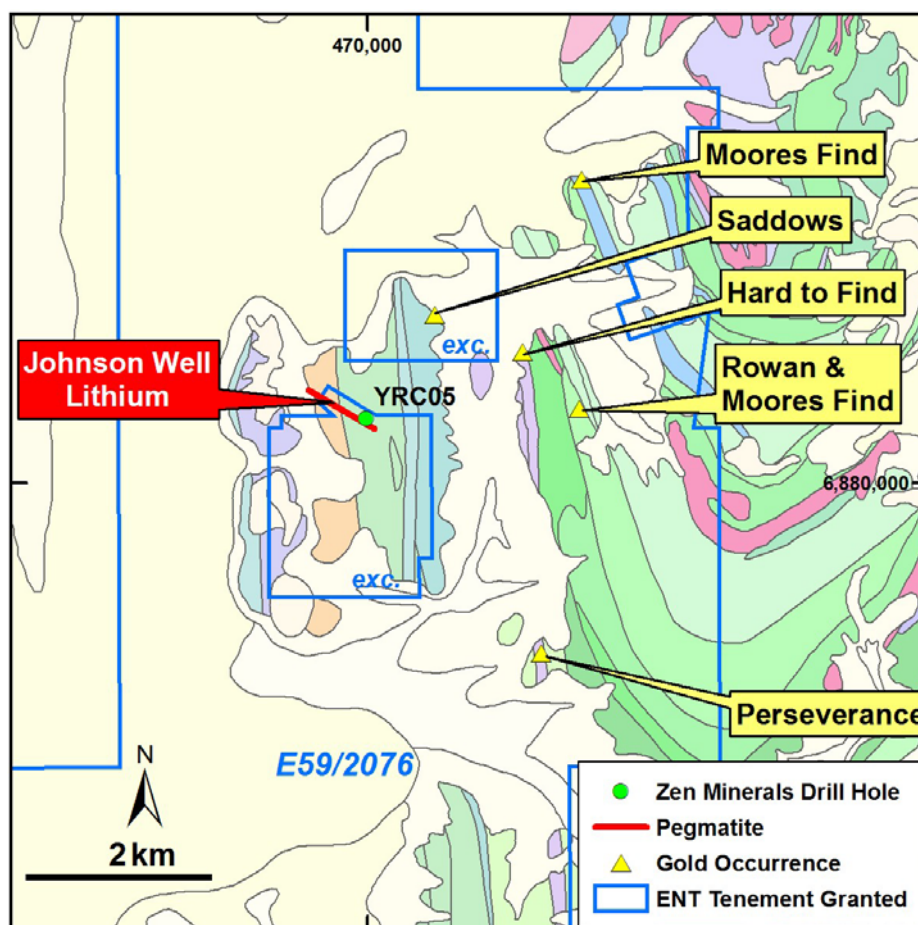 470,000
Moores Find
Saddows
Hard to Find
exc.
Johnson Well
Lithium
YRC05
Rowan &
Moores Find
6,880,000
exc.
Perseverance
E59/2076
N
2 km
Zen Minerals Drill Hole
Pegmatite
Gold Occurrence
ENT Tenement Granted